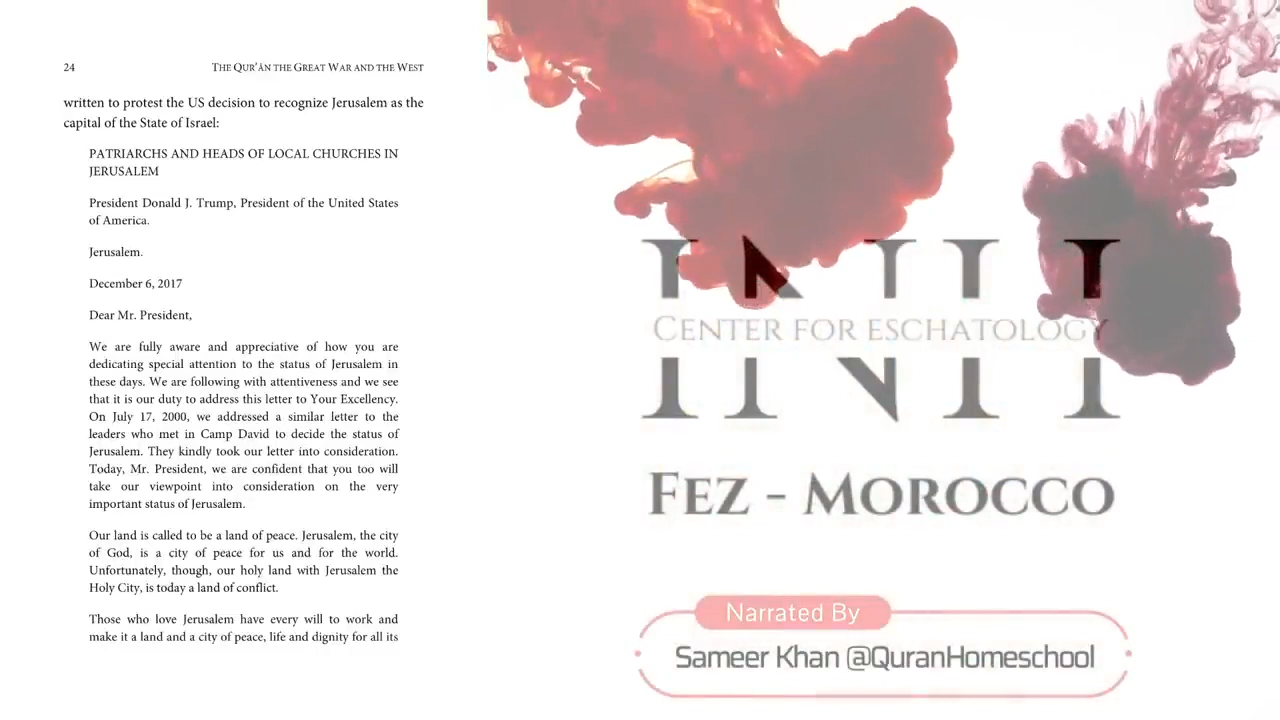 24 THE QUR'ĀN THE GREAT WAR AND THE WEST
written to protest the US decision to recognize Jerusalem as the
capital of the State of Israel:
PATRIARCHS AND HEADS OF LOCAL CHURCHES IN
JERUSALEM
President Donald J. Trump, President of the United States
of America.
Jerusalem.
December 6, 2017
Dear Mr. President,
We are fully aware and appreciative of how you are
dedicating special attention to the status of Jerusalem in
these days. We are following with attentiveness and we see
that it is our duty to address this letter to Your Excellency.
On July 17, 2000, we addressed a similar letter to the
leaders who met in Camp David to decide the status of
Jerusalem. They kindly took our letter into consideration.
Today, Mr. President, we are confident that you too will
take our viewpoint into consideration on the very
important status of Jerusalem.
Our land is called to be a land of peace. Jerusalem, the city
of God, is a city of peace for us and for the world.
Unfortunately, though, our holy land with Jerusalem the
Holy City, is today a land of conflict.
Those who love Jerusalem have every will to work and
make it a land and a city of peace, life and dignity for all its
CENTER FOR ESCHATOLOGY
FEZ - MOROCCO
Narrated By
Sameer Khan @QuranHomeschool